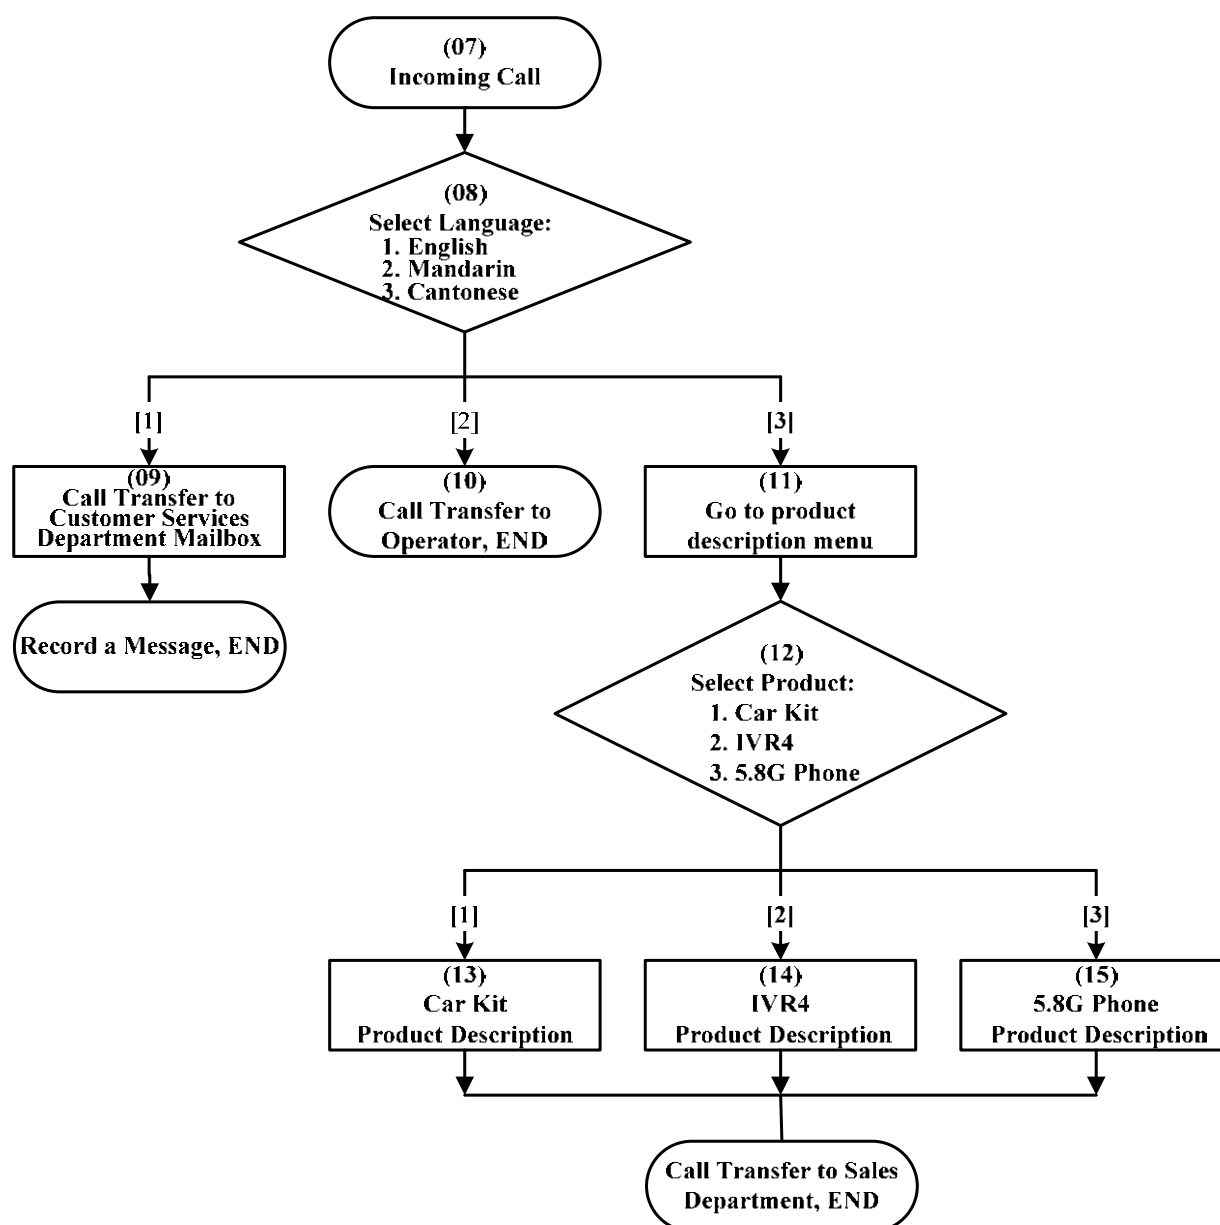 (07)
Incoming Call
(08)
Select Language:
1. English
2. Mandarin
3. Cantonese
[1]
[2]
[3]
(09)
Call Transfer to
Customer Services
Department Mailbox
(10)
Call Transfer to
Operator, END
(11)
Go to product
description menu
Record a Message, END
(12)
Select Product:
1. Car Kit
2. IVR4
3. 5.8G Phone
[1]
[2]
[3]
(13)
Car Kit
Product Description
(14)
IVR4
Product Description
(15)
5.8G Phone
Product Description
Call Transfer to Sales
Department, END